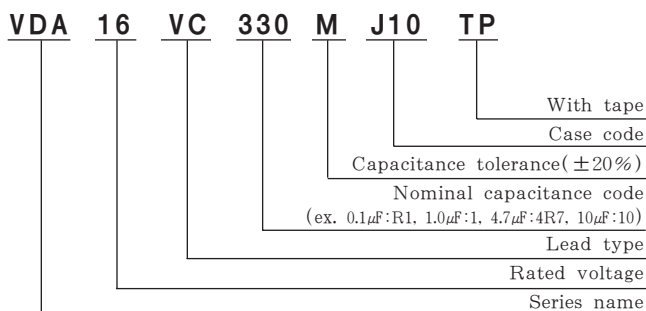 VDA 16 VC 330 M J10 TP
With tape
Case code
Capacitance tolerance(±20%)
Nominal capacitance code
(ex. 0.1μF:R1, 1.0μF:1, 4.7μF:4R7, 10μF:10)
Lead type
Rated voltage
Series name